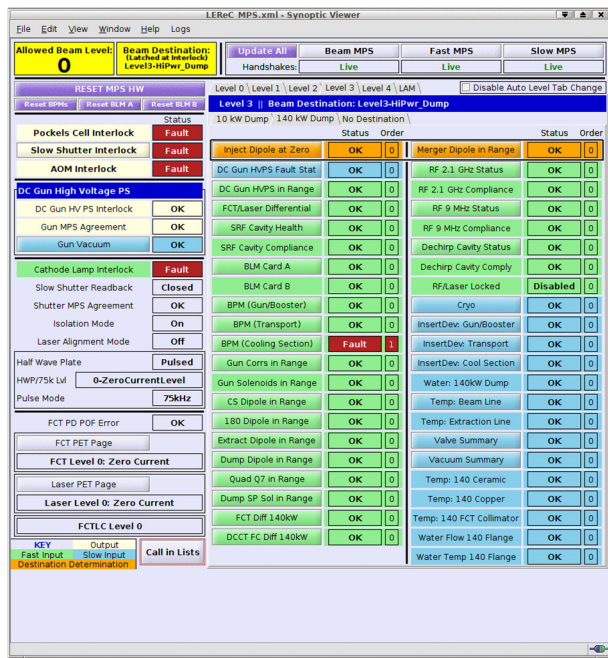 LEReC MPS.xml - Synoptic Viewer
File Edit View Window Help Logs
Allowed Beam Level:
0
Beam Destination:
(Latched at Interlock)
Level3-HiPwr_Dump
Update All Beam MPS Fast MPS Slow MPS
Handshakes: Live Live Live
RESET MPS HW
Reset BPMs Reset BLM A Reset BLM B
Status
Pockels Cell Interlock Fault
Slow Shutter Interlock Fault
AOM Interlock Fault
DC Gun High Voltage PS
DC Gun HV PS Interlock OK
Gun MPS Agreement OK
Gun Vacuum OK
Cathode Lamp Interlock Fault
Slow Shutter Readback Closed
Shutter MPS Agreement OK
Isolation Mode On
Laser Alignment Mode Off
Half Wave Plate Pulsed
HWP/75k Lvl 0-ZeroCurrentLevel
Pulse Mode 75kHz
FCT PD POF Error OK
FCT PET Page
FCT Level 0: Zero Current
Laser PET Page
Laser Level 0: Zero Current
FCTLC Level 0
KEY Output
Fast Input Slow Input
Destination Determination
Call in Lists
Level 0 \ Level 1 \ Level 2 \ Level 3 \ Level 4 \ LAM \ Disable Auto Level Tab Change
Level 3 || Beam Destination: Level3-HiPwr_Dump
10 kW Dump \ 140 kW Dump \ No Destination \
Status Order Status Order
Inject Dipole at Zero OK 0 Merger Dipole in Range OK 0
DC Gun HVPS Fault Stat OK 0 RF 2.1 GHz Status OK 0
DC Gun HVPS in Range OK 0 RF 2.1 GHz Compliance OK 0
FCT/Laser Differential OK 0 RF 9 MHz Status OK 0
SRF Cavity Health OK 0 RF 9 MHz Compliance OK 0
SRF Cavity Compliance OK 0 Dechirp Cavity Status OK 0
BLM Card A OK 0 Dechirp Cavity Comply OK 0
BLM Card B OK 0 RF/Laser Locked Disabled 0
BPM (Gun/Booster) OK 0 Cryo OK 0
BPM (Transport) OK 0 InsertDev: Gun/Booster OK 0
BPM (Cooling Section) Fault 1 InsertDev: Transport OK 0
Gun Corrs in Range OK 0 InsertDev: Cool Section OK 0
Gun Solenoids in Range OK 0 Water: 140kW Dump OK 0
CS Dipole in Range OK 0 Temp: Beam Line OK 0
180 Dipole in Range OK 0 Temp: Extraction Line OK 0
Extract Dipole in Range OK 0 Valve Summary OK 0
Dump Dipole in Range OK 0 Vacuum Summary OK 0
Quad Q7 in Range OK 0 Temp: 140 Ceramic OK 0
Dump SP Sol in Range OK 0 Temp: 140 Copper OK 0
FCT Diff 140kW OK 0 Temp: 140 FCT Collimator OK 0
DCCT FC Diff 140kW OK 0 Water Flow 140 Flange OK 0
Water Temp 140 Flange OK 0